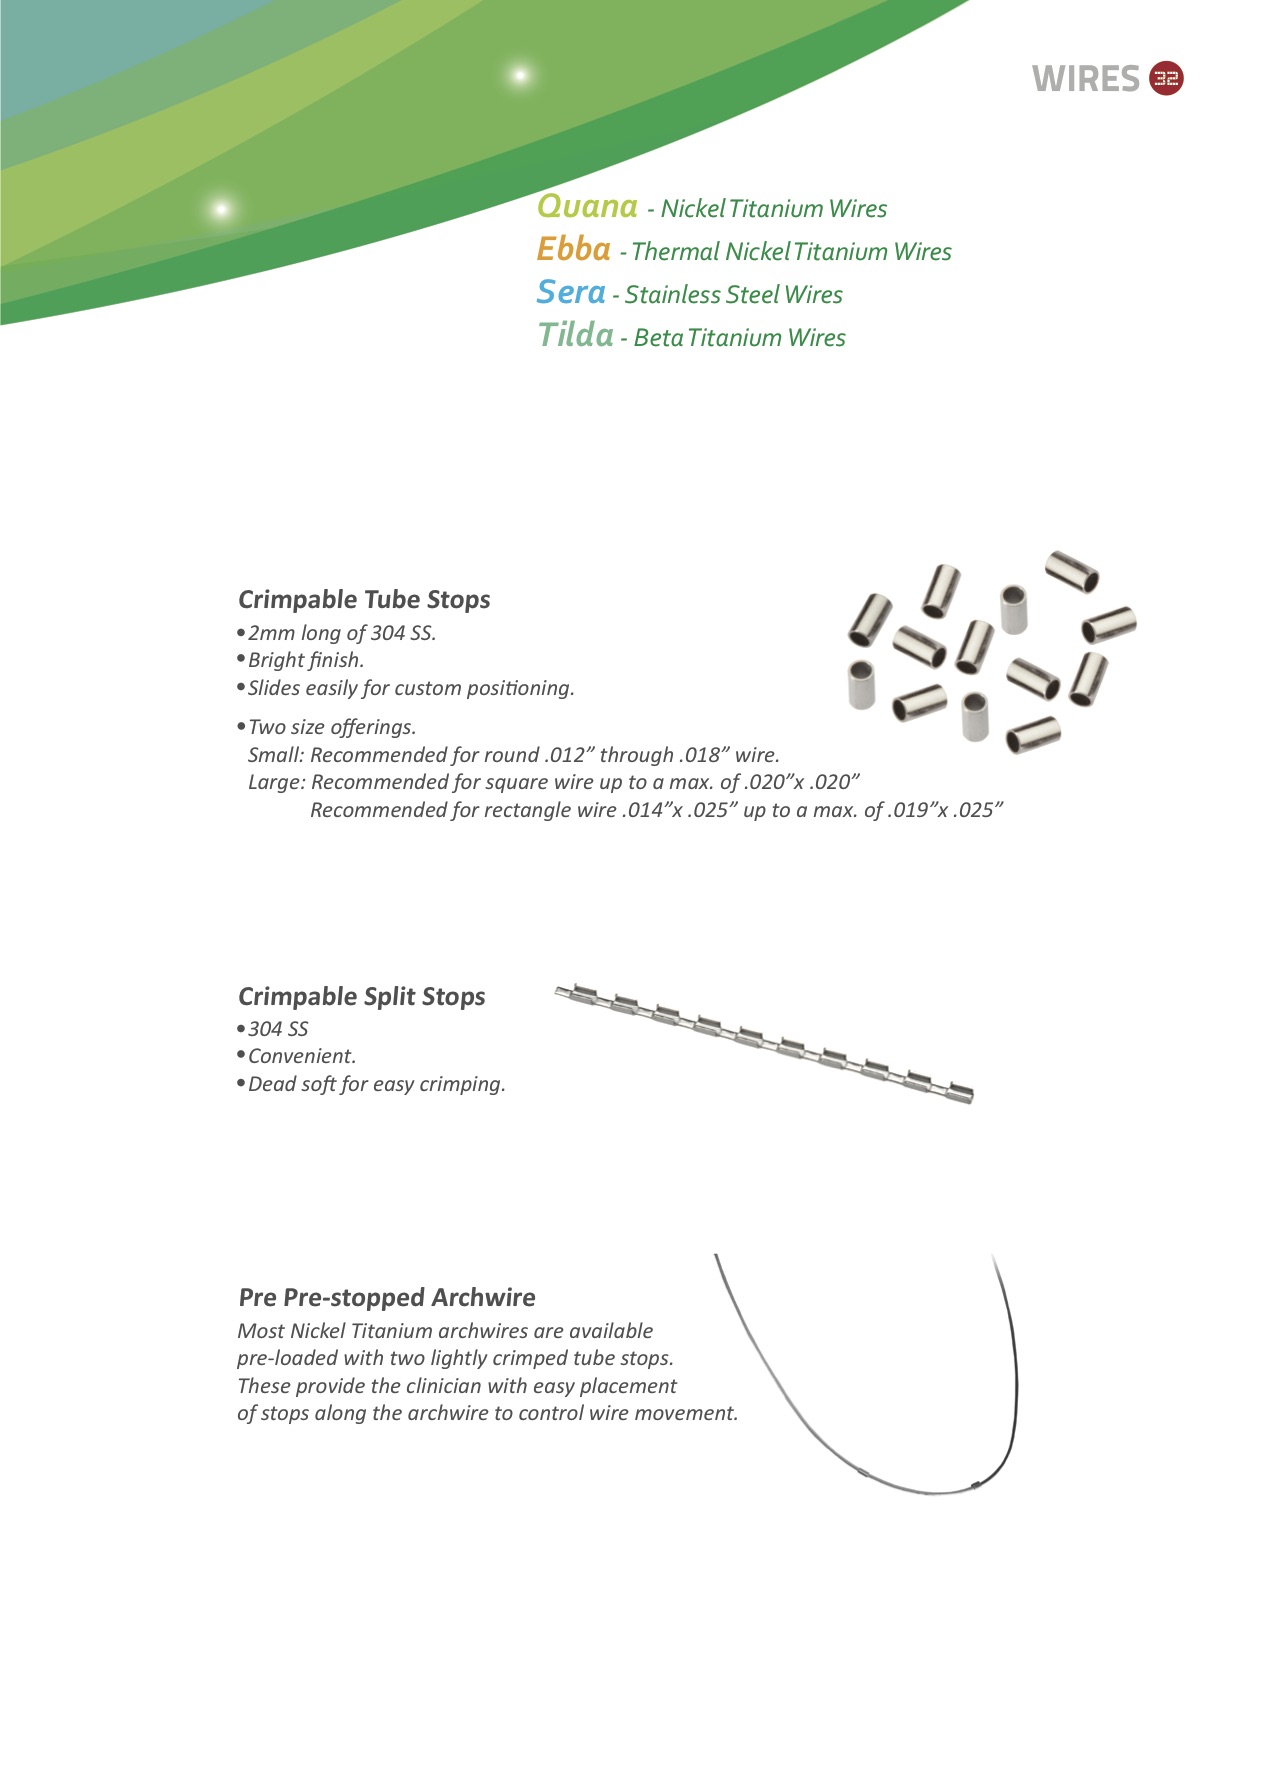 WIRES 32
Quana - Nickel Titanium Wires
Ebba - Thermal Nickel Titanium Wires
Sera - Stainless Steel Wires
Tilda - Beta Titanium Wires
Crimpable Tube Stops
•2mm long of 304 SS.
•Bright finish.
•Slides easily for custom positioning.
•Two size offerings.
Small: Recommended for round .012” through .018” wire.
Large: Recommended for square wire up to a max. of .020”x .020”
Recommended for rectangle wire .014”x .025” up to a max. of .019”x .025”
Crimpable Split Stops
•304 SS
•Convenient.
•Dead soft for easy crimping.
Pre Pre-stopped Archwire
Most Nickel Titanium archwires are available
pre-loaded with two lightly crimped tube stops.
These provide the clinician with easy placement
of stops along the archwire to control wire movement.